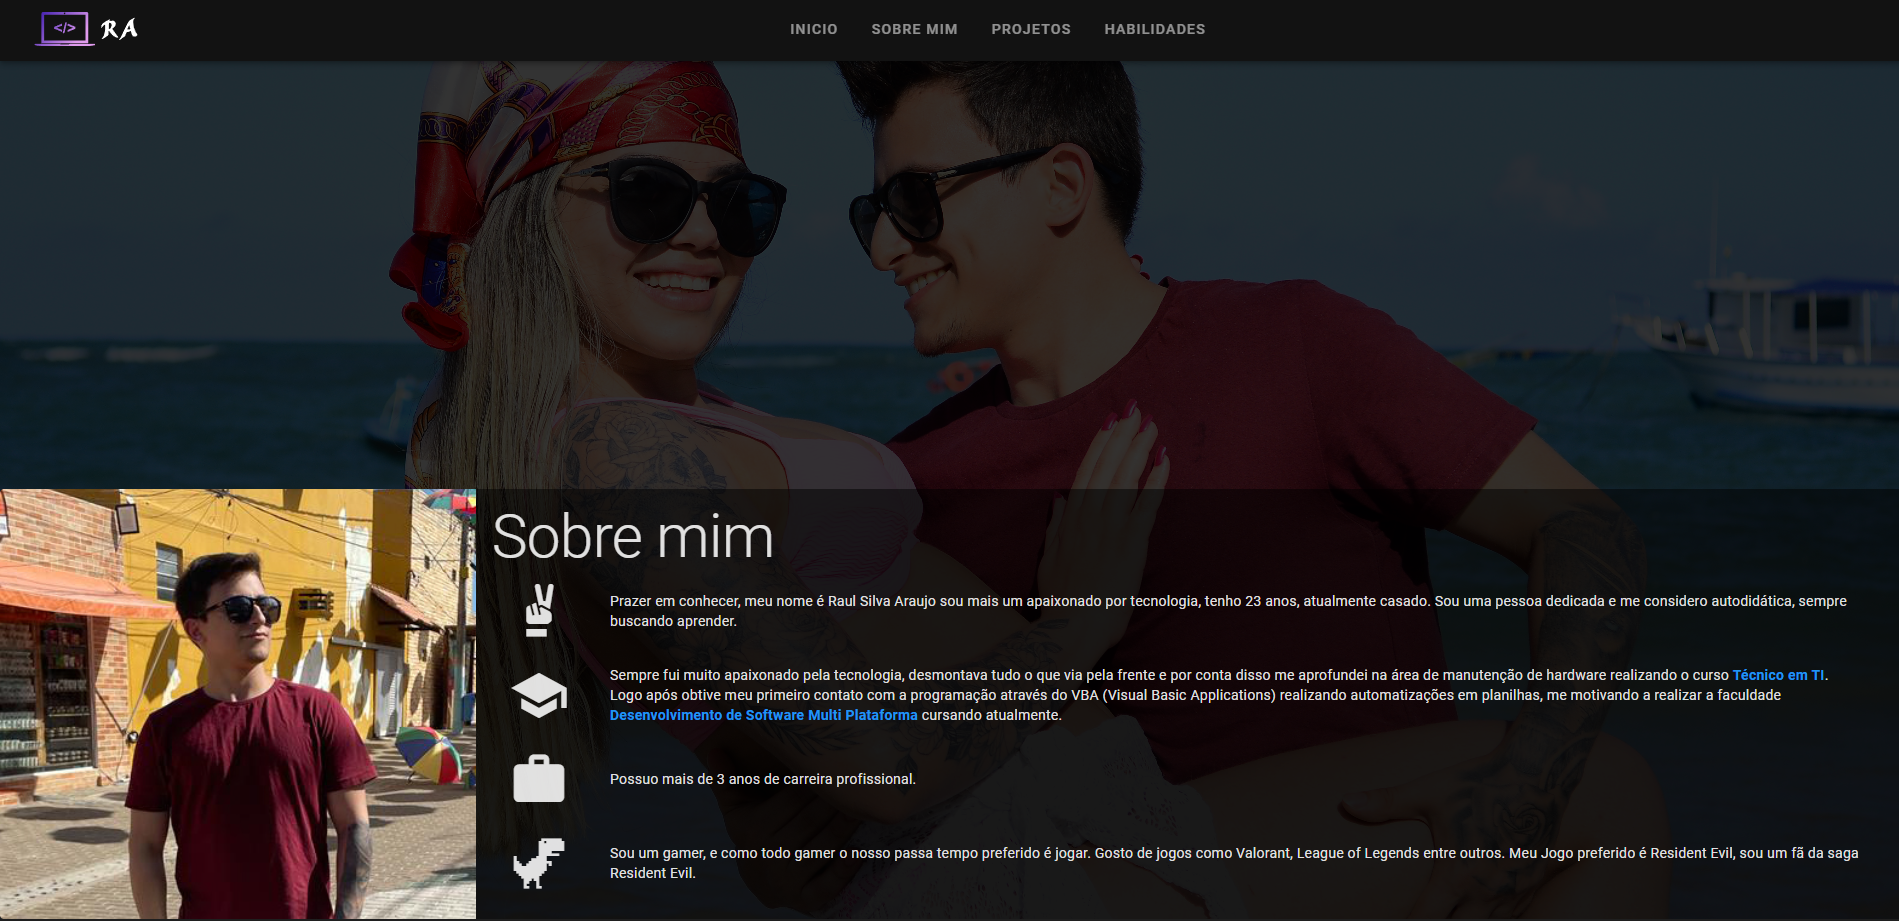 </> RA
INICIO SOBRE MIM PROJETOS HABILIDADES
Sobre mim
Prazer em conhecer, meu nome é Raul Silva Araujo sou mais um apaixonado por tecnologia, tenho 23 anos, atualmente casado. Sou uma pessoa dedicada e me considero autodidática, sempre
buscando aprender.
Sempre fui muito apaixonado pela tecnologia, desmontava tudo o que via pela frente e por conta disso me aprofundei na área de manutenção de hardware realizando o curso Técnico em TI.
Logo após obtive meu primeiro contato com a programação através do VBA (Visual Basic Applications) realizando automatizações em planilhas, me motivando a realizar a faculdade
Desenvolvimento de Software Multi Plataforma cursando atualmente.
Possuo mais de 3 anos de carreira profissional.
Sou um gamer, e como todo gamer o nosso passa tempo preferido é jogar. Gosto de jogos como Valorant, League of Legends entre outros. Meu Jogo preferido é Resident Evil, sou um fã da saga
Resident Evil.